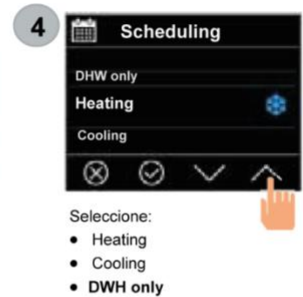 4
Scheduling
DHW only
Heating
Cooling
Seleccione:
• Heating
• Cooling
• DWH only